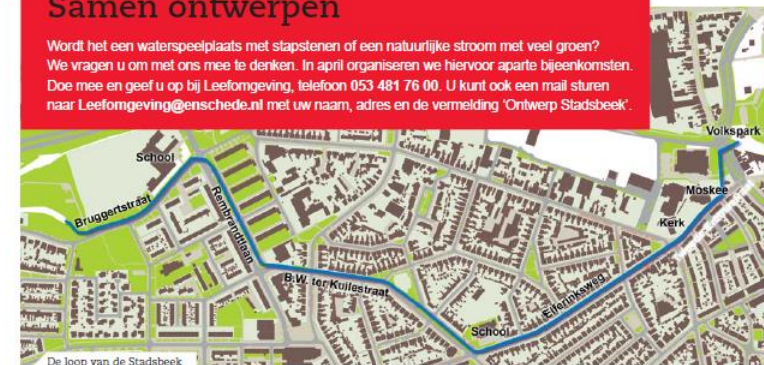 Samen ontwerpen
Wordt het een waterspeelplaats met stapstenen of een natuurlijke stroom met veel groen?
We vragen u om met ons mee te denken. In april organiseren we hiervoor aparte bijeenkomsten.
Doe mee en geef u op bij Leefomgeving, telefoon 053 481 76 00. U kunt ook een mail sturen
naar Leefomgeving@enschede.nl met uw naam, adres en de vermelding ‘Ontwerp Stadsbeek’.
Volkspark
School
Moskee
Bruggertstraat
Rembrandtlaan
Kerk
B.W. ter Kuilestraat
Elferinksweg
School
De loop van de Stadsbeek